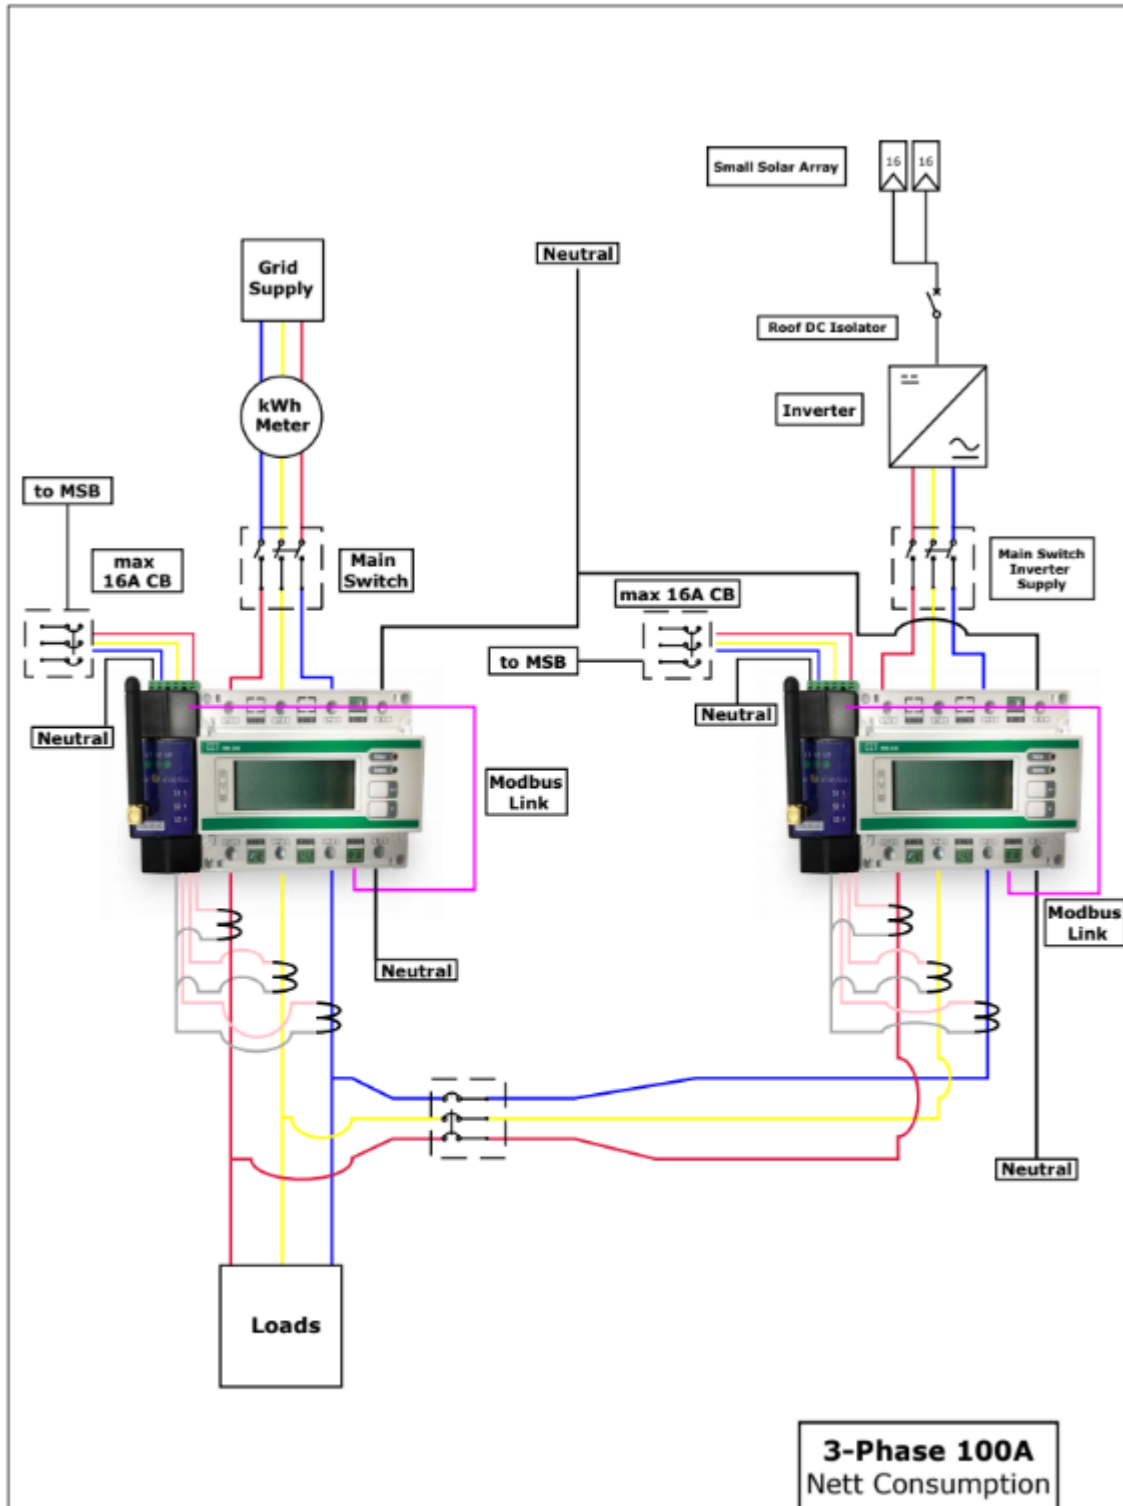 Small Solar Array
16
16
Grid
Supply
Neutral
Roof DC Isolator
kWh
Meter
Inverter
to MSB
max
16A CB
Main
Switch
Main Switch
Inverter
Supply
max 16A CB
to MSB
Neutral
Neutral
Modbus
Link
Modbus
Link
Neutral
Neutral
Loads
3-Phase 100A
Nett Consumption